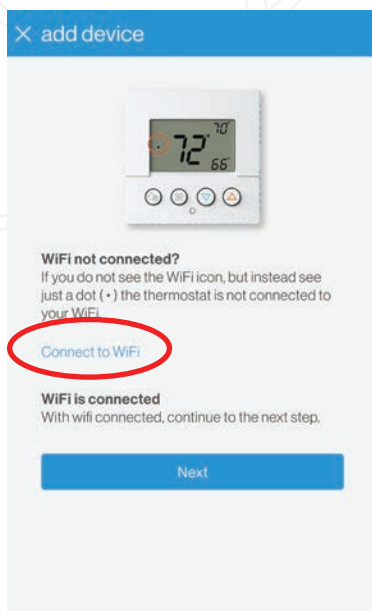 × add device
70°
72°
66°
WiFi not connected?
If you do not see the WiFi icon, but instead see
just a dot ( • ) the thermostat is not connected to
your WiFi.
Connect to WiFi
WiFi is connected
With wifi connected, continue to the next step.
Next